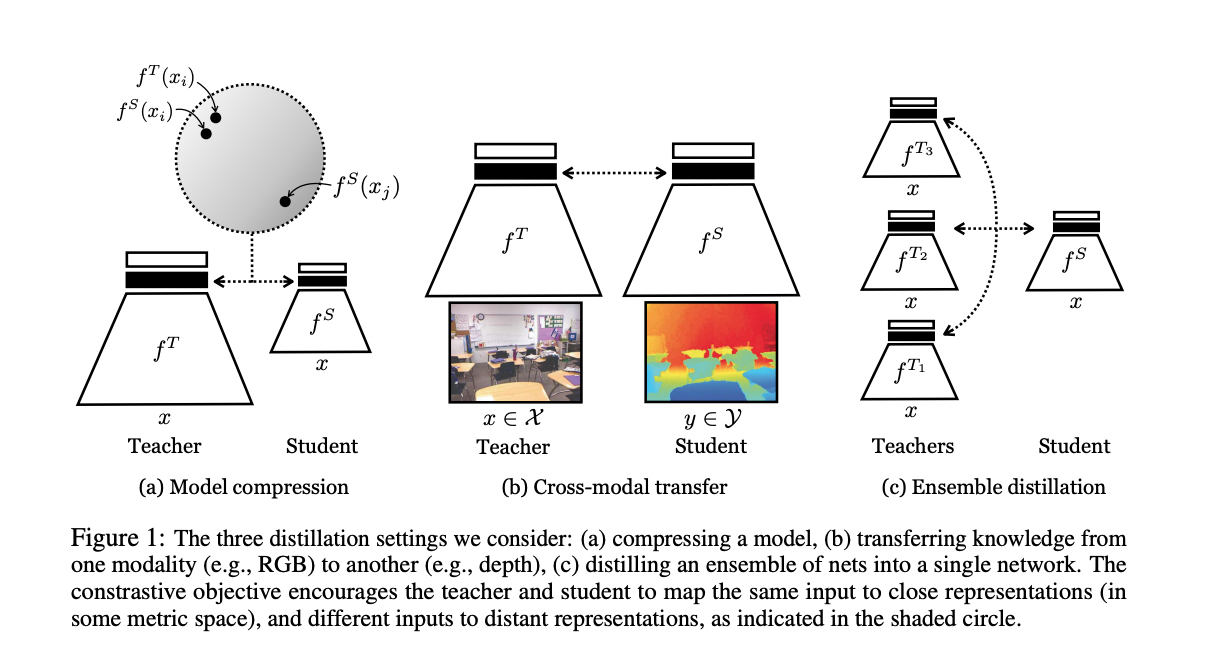 f^T(x_i)
f^S(x_i)
f^S(x_j)
f^T
x
Teacher
f^S
x
Student
(a) Model compression
f^T
x ∈ 𝒳
Teacher
f^S
y ∈ 𝒴
Student
(b) Cross-modal transfer
f^{T_3}
x
f^{T_2}
x
f^{T_1}
x
Teachers
f^S
x
Student
(c) Ensemble distillation
Figure 1: The three distillation settings we consider: (a) compressing a model, (b) transferring knowledge from
one modality (e.g., RGB) to another (e.g., depth), (c) distilling an ensemble of nets into a single network. The
constrastive objective encourages the teacher and student to map the same input to close representations (in
some metric space), and different inputs to distant representations, as indicated in the shaded circle.